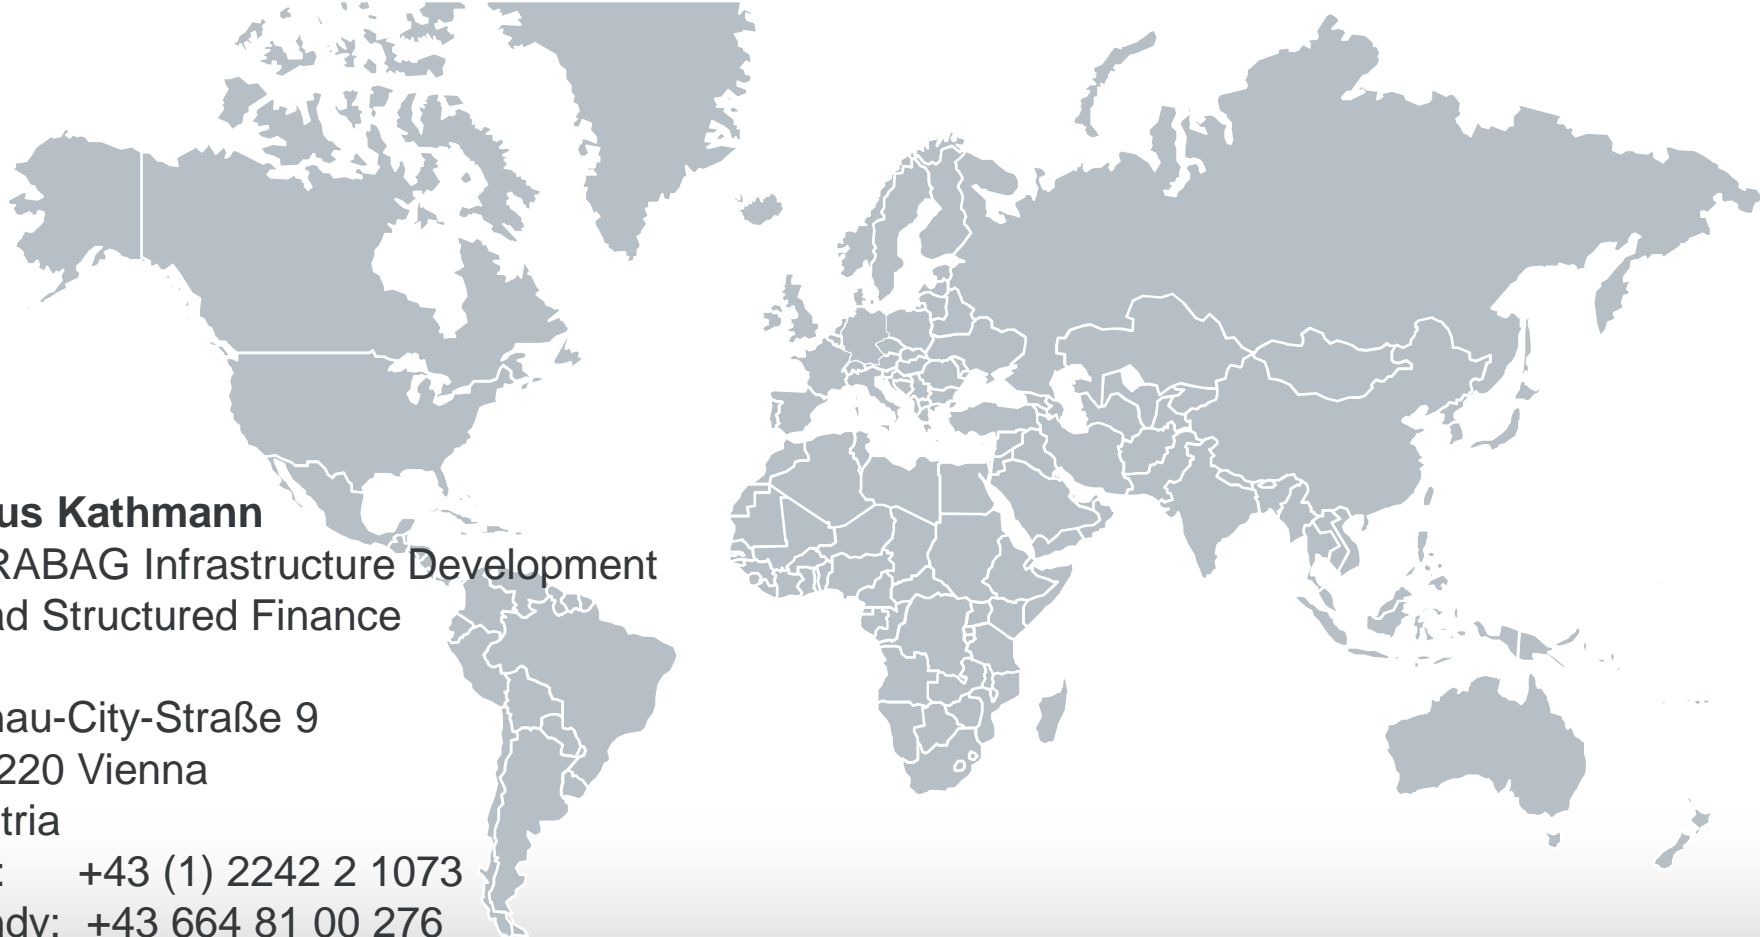 us Kathmann
RABAG Infrastructure Development
ad Structured Finance
nau-City-Straße 9
220 Vienna
tria
: +43 (1) 2242 2 1073
ndy: +43 664 81 00 276